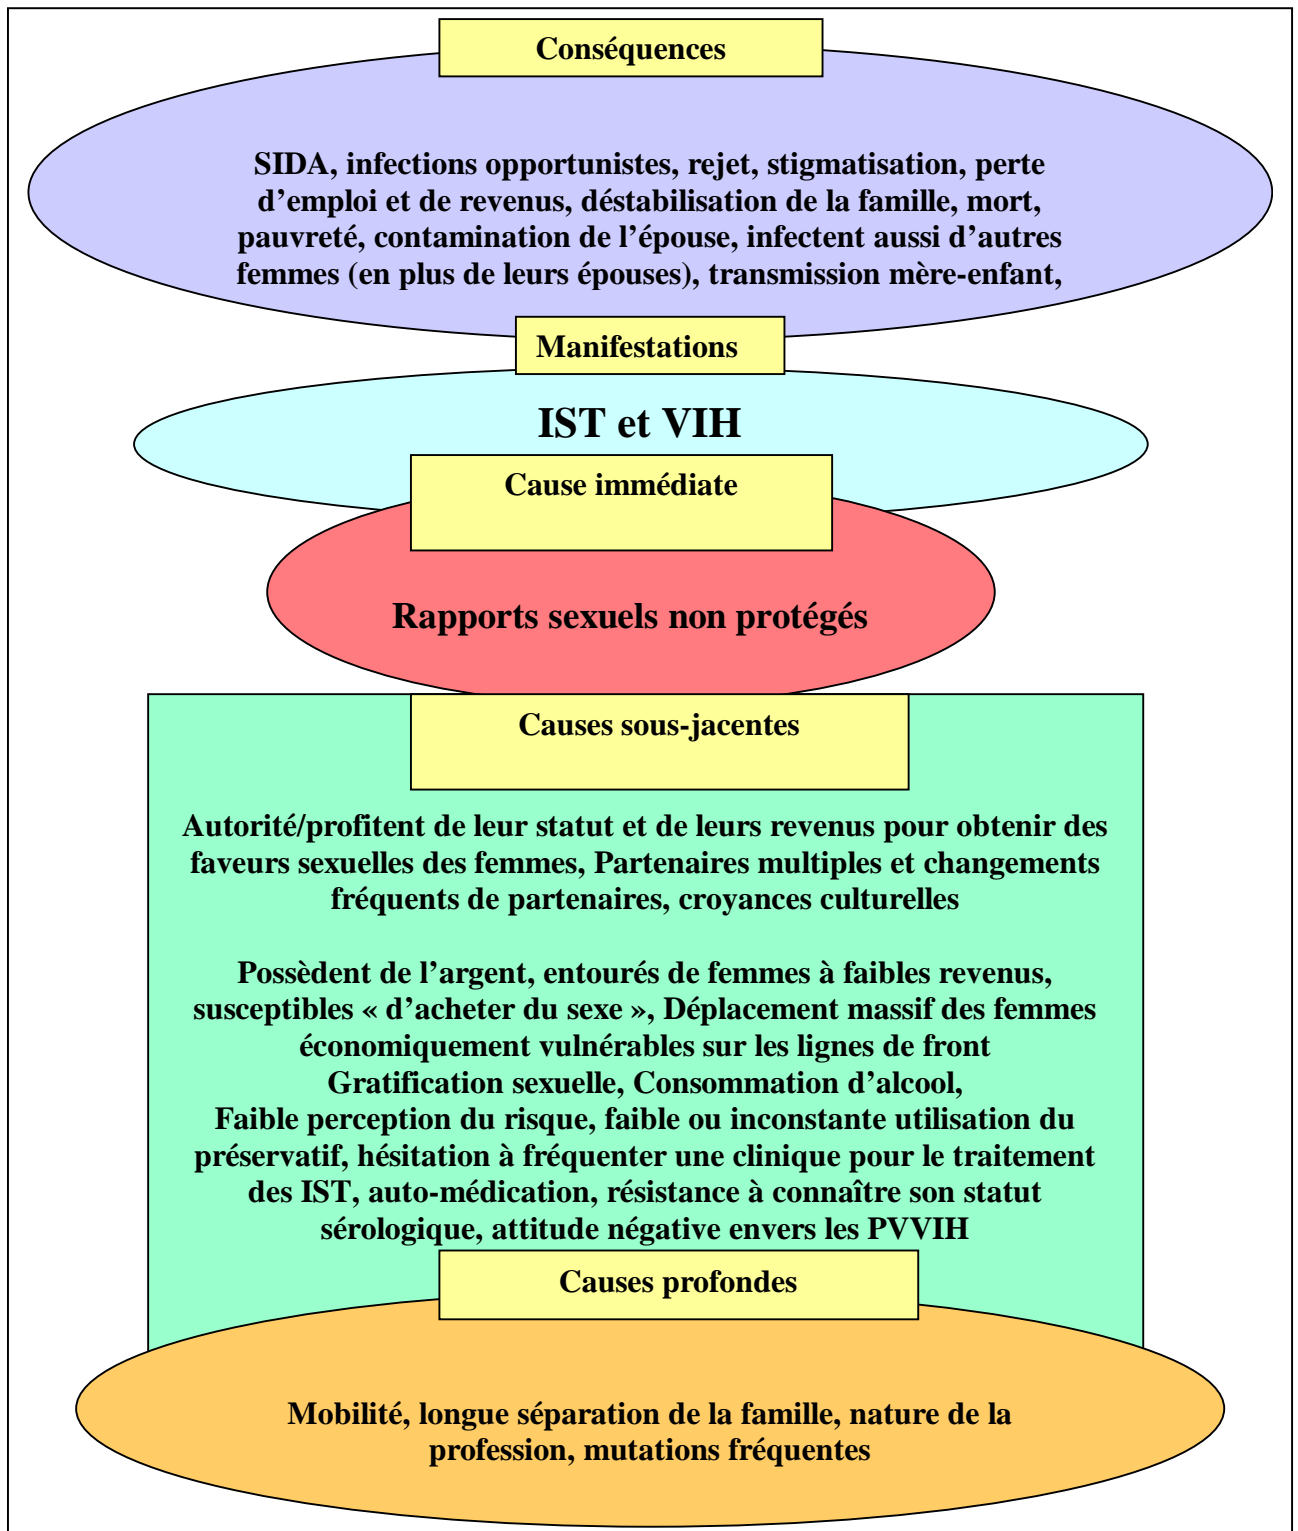 Conséquences
SIDA, infections opportunistes, rejet, stigmatisation, perte
d’emploi et de revenus, déstabilisation de la famille, mort,
pauvreté, contamination de l’épouse, infectent aussi d’autres
femmes (en plus de leurs épouses), transmission mère-enfant,
Manifestations
IST et VIH
Cause immédiate
Rapports sexuels non protégés
Causes sous-jacentes
Autorité/profitent de leur statut et de leurs revenus pour obtenir des
faveurs sexuelles des femmes, Partenaires multiples et changements
fréquents de partenaires, croyances culturelles
Possèdent de l’argent, entourés de femmes à faibles revenus,
susceptibles « d’acheter du sexe », Déplacement massif des femmes
économiquement vulnérables sur les lignes de front
Gratification sexuelle, Consommation d’alcool,
Faible perception du risque, faible ou inconstante utilisation du
préservatif, hésitation à fréquenter une clinique pour le traitement
des IST, auto-médication, résistance à connaître son statut
sérologique, attitude négative envers les PVVIH
Causes profondes
Mobilité, longue séparation de la famille, nature de la
profession, mutations fréquentes